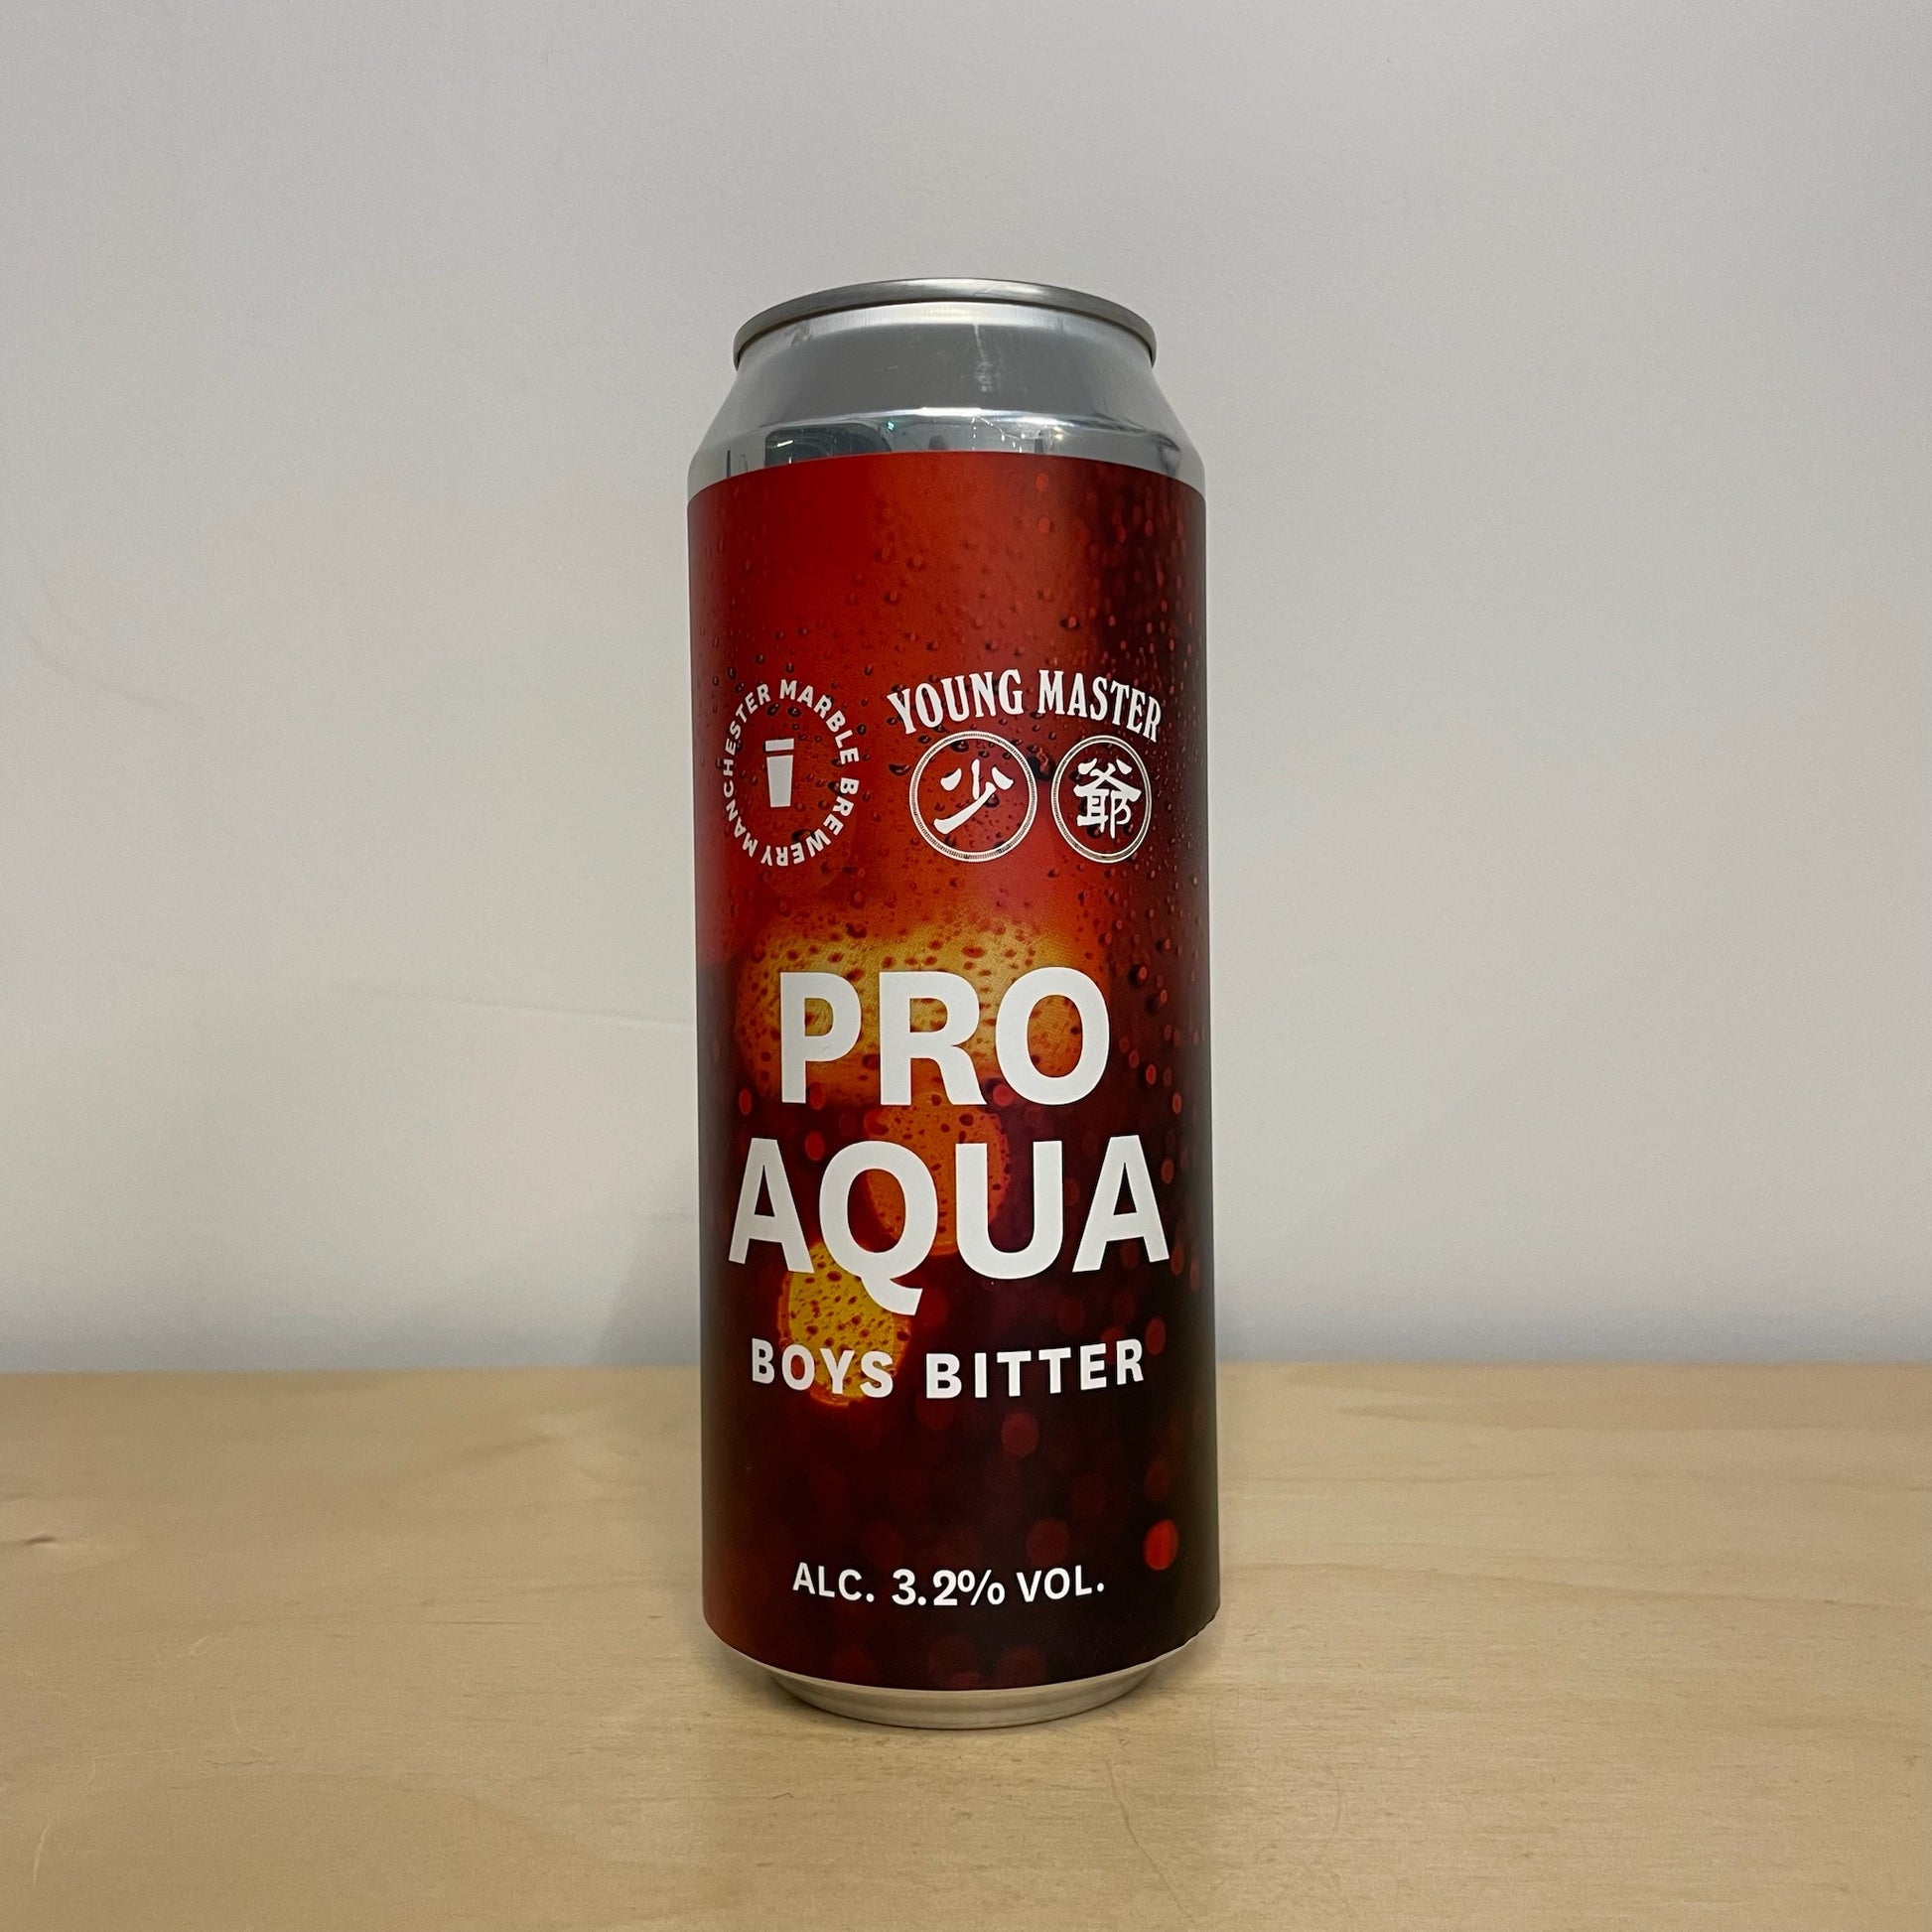 MANCHESTER MARBLE BREWERY
YOUNG MASTER
少爺
PRO
AQUA
BOYS BITTER
ALC. 3.2% VOL.